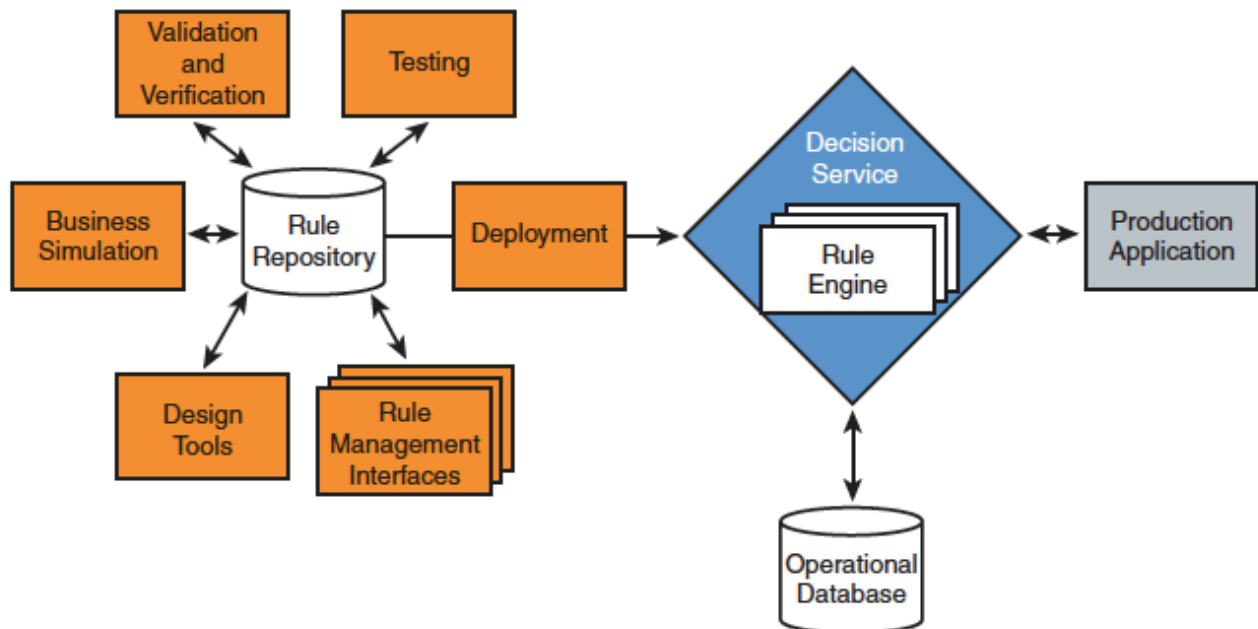 Validation
and
Verification
Testing
Business
Simulation
Rule
Repository
Deployment
Decision
Service
Rule
Engine
Production
Application
Design
Tools
Rule
Management
Interfaces
Operational
Database